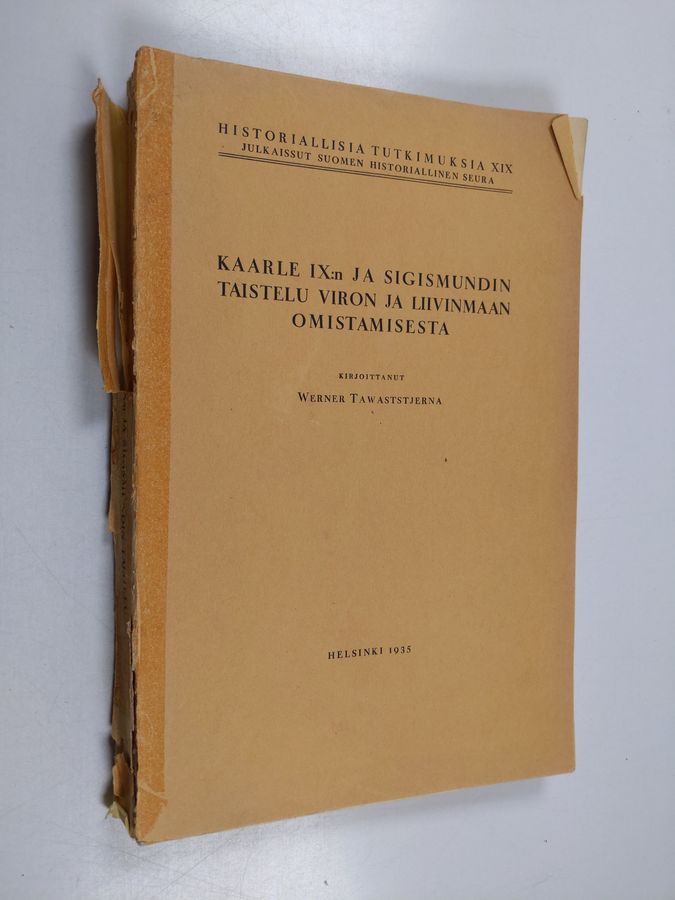 HISTORIALLISIA TUTKIMUKSIA XIX
JULKAISSUT SUOMEN HISTORIALLINEN SEURA
KAARLE IX:n JA SIGISMUNDIN
TAISTELU VIRON JA LIIVINMAAN
OMISTAMISESTA
KIRJOITTANUT
WERNER TAWASTSTJERNA
HELSINKI 1935